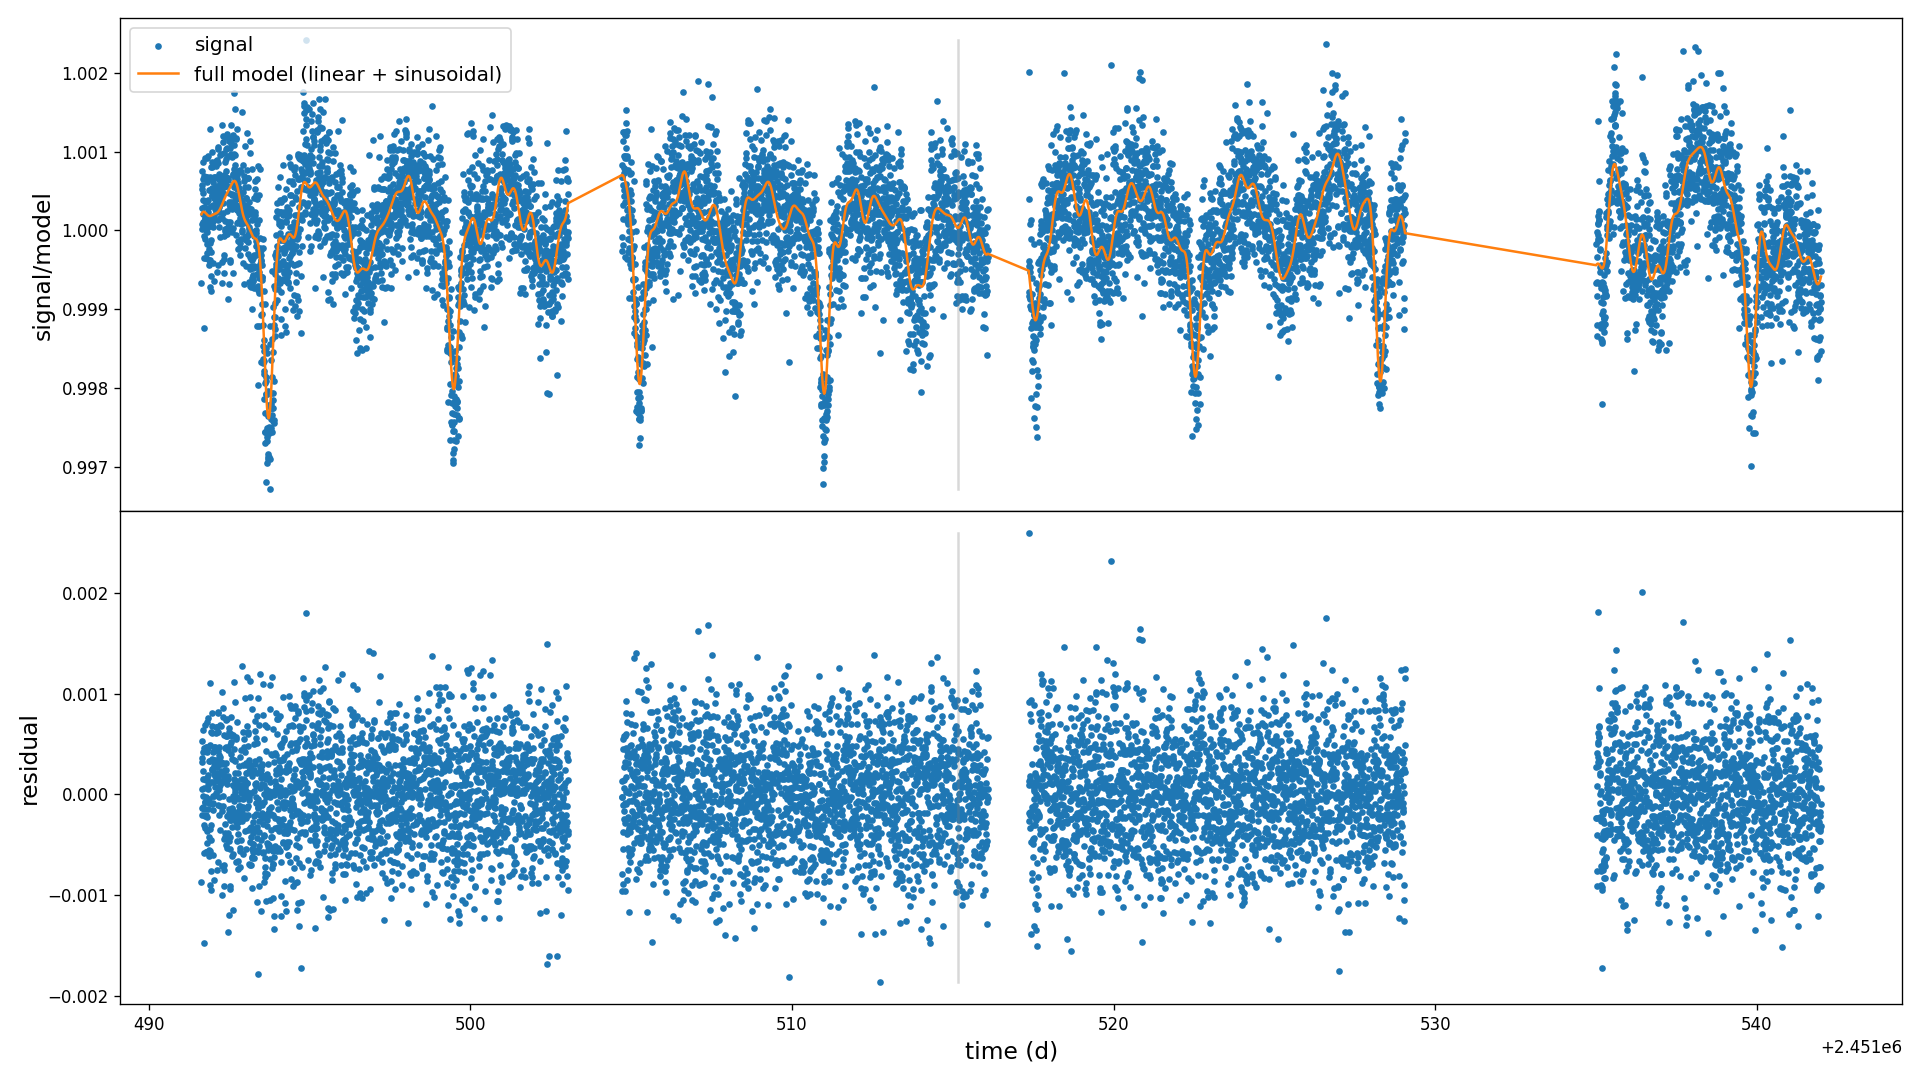 signal
full model (linear + sinusoidal)
1.002
1.001
1.000
0.999
0.998
0.997
signal/model
0.002
0.001
0.000
−0.001
−0.002
residual
490 500 510 520 530 540
+2.451e6
time (d)